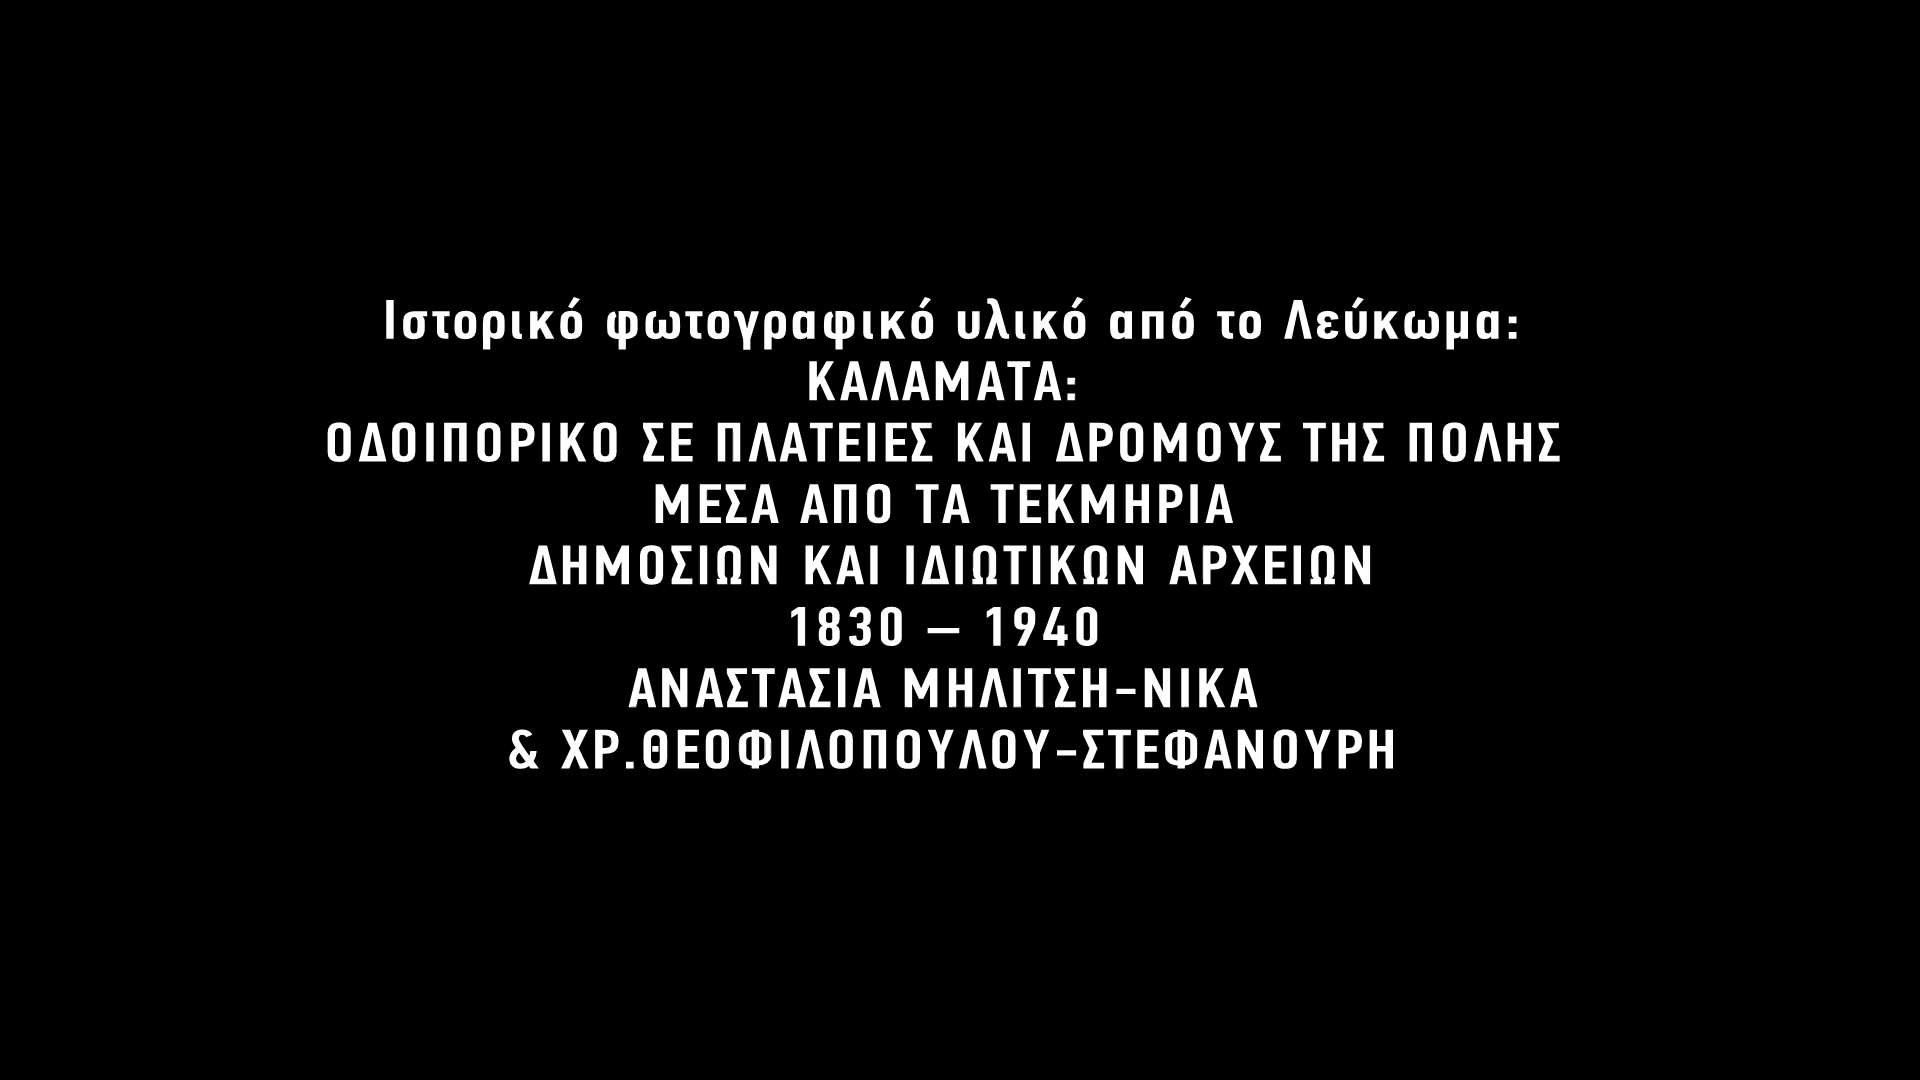 Ιστορικό φωτογραφικό υλικό από το Λεύκωμα:
ΚΑΛΑΜΑΤΑ:
ΟΔΟΙΠΟΡΙΚΟ ΣΕ ΠΛΑΤΕΙΕΣ ΚΑΙ ΔΡΟΜΟΥΣ ΤΗΣ ΠΟΛΗΣ
ΜΕΣΑ ΑΠΟ ΤΑ ΤΕΚΜΗΡΙΑ
ΔΗΜΟΣΙΩΝ ΚΑΙ ΙΔΙΩΤΙΚΩΝ ΑΡΧΕΙΩΝ
1830 – 1940
ΑΝΑΣΤΑΣΙΑ ΜΗΛΙΤΣΗ-ΝΙΚΑ
& ΧΡ.ΘΕΟΦΙΛΟΠΟΥΛΟΥ-ΣΤΕΦΑΝΟΥΡΗ